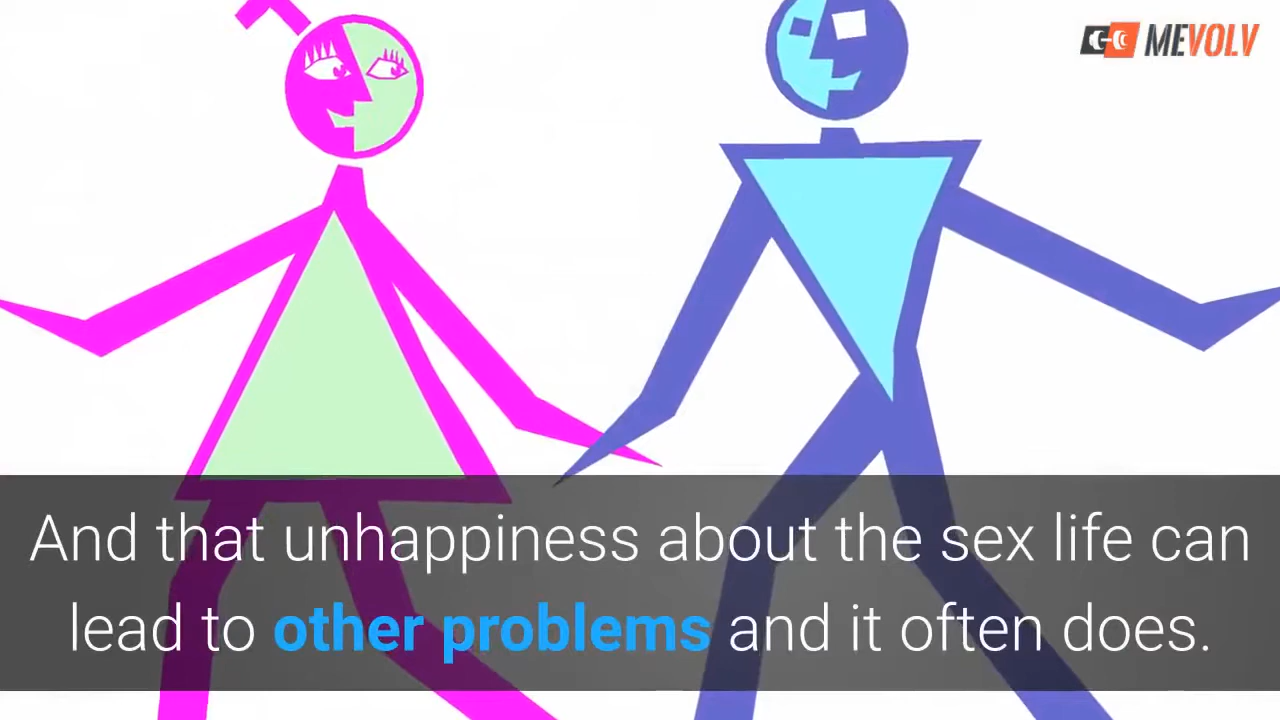 MEVOLV
And that unhappiness about the sex life can
lead to other problems and it often does.